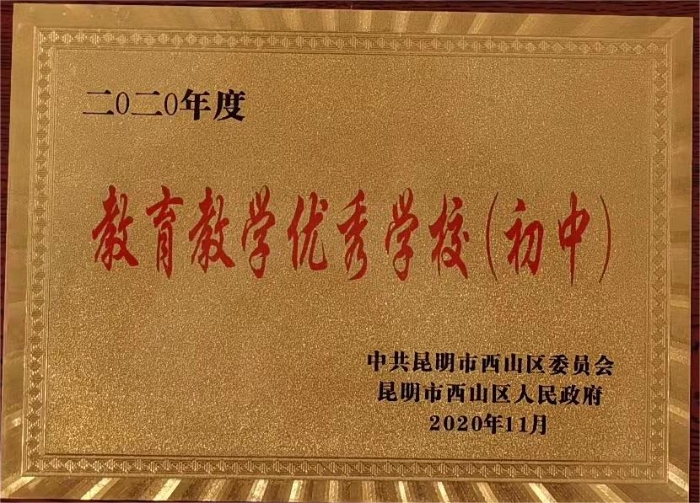 二0二0年度
教育教学优秀学校(初中)
中共昆明市西山区委员会
昆明市西山区人民政府
2020年11月